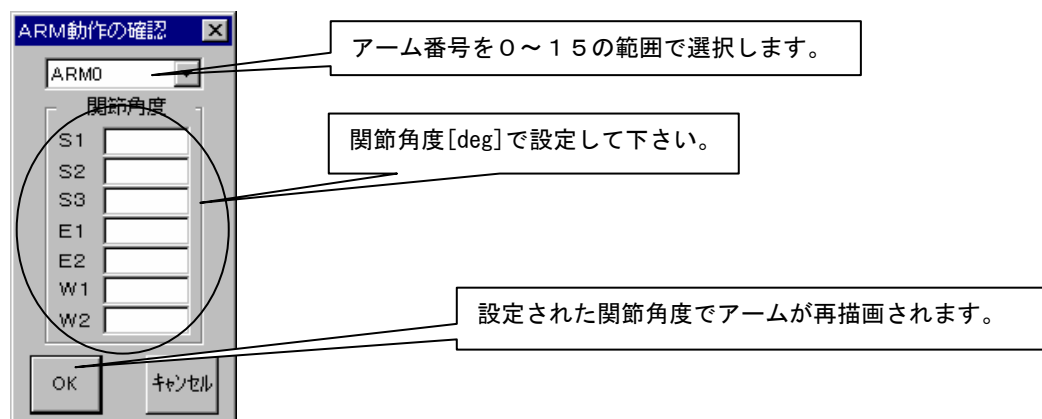 ARM動作の確認
アーム番号を0～15の範囲で選択します。
ARM0
関節角度
関節角度[deg]で設定して下さい。
S1
S2
S3
E1
E2
W1
W2
設定された関節角度でアームが再描画されます。
OK
キャンセル